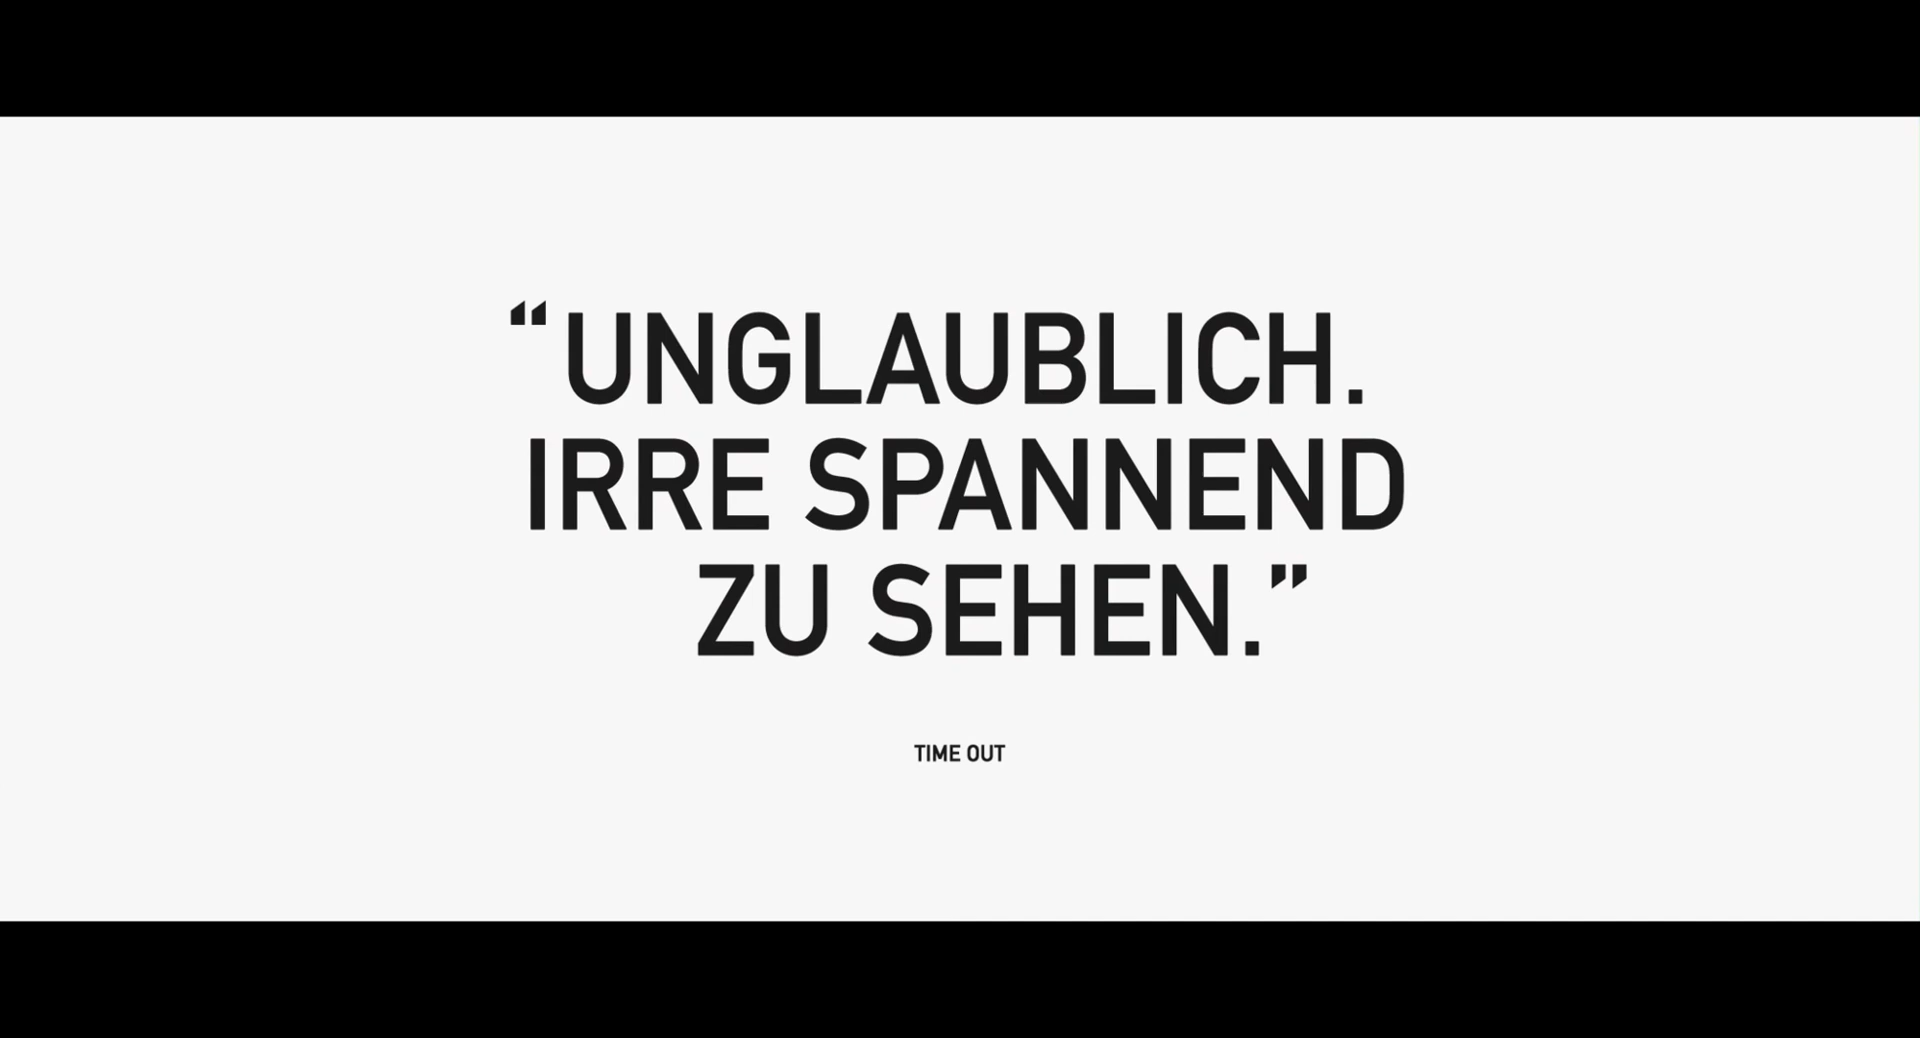 “UNGLAUBLICH.
IRRE SPANNEND
ZU SEHEN.”
TIME OUT